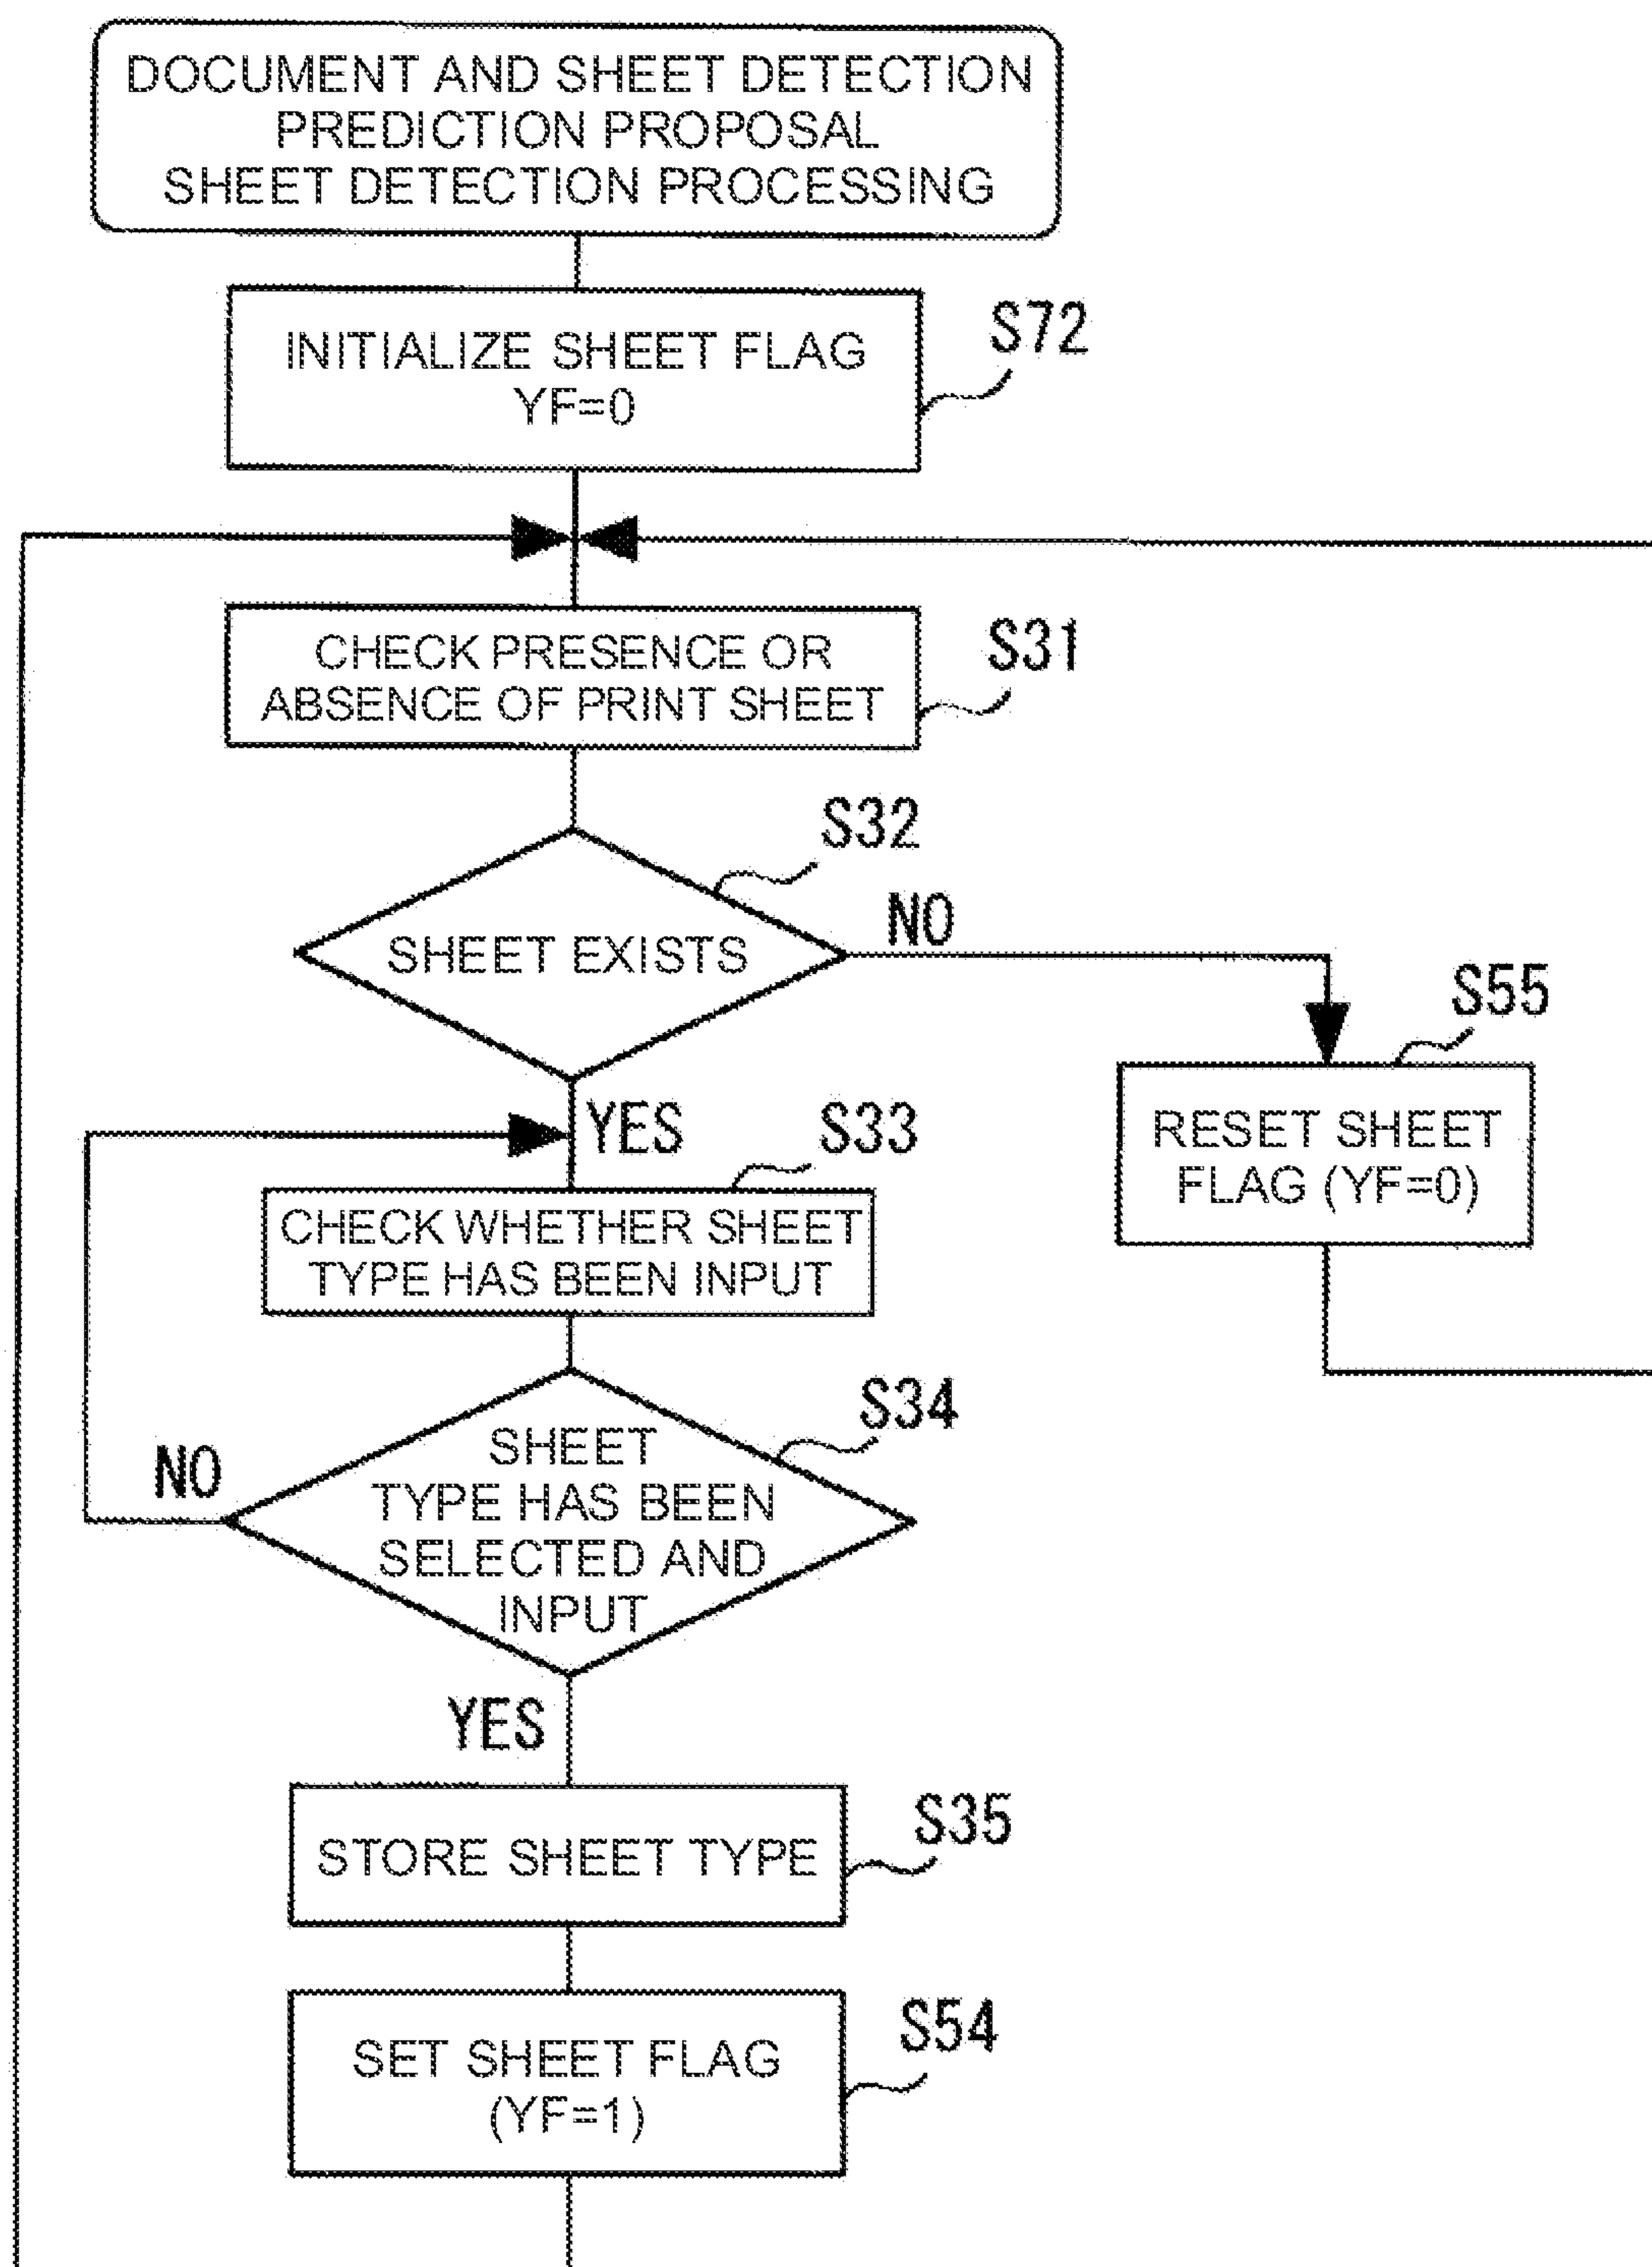 DOCUMENT AND SHEET DETECTION
PREDICTION PROPOSAL
SHEET DETECTION PROCESSING
INITIALIZE SHEET FLAG
YF=0
S72
CHECK PRESENCE OR
ABSENCE OF PRINT SHEET
S31
S32
SHEET EXISTS
NO
S55
RESET SHEET
FLAG (YF=0)
YES
S33
CHECK WHETHER SHEET
TYPE HAS BEEN INPUT
S34
NO
SHEET
TYPE HAS BEEN
SELECTED AND
INPUT
YES
STORE SHEET TYPE
S35
SET SHEET FLAG
(YF=1)
S54